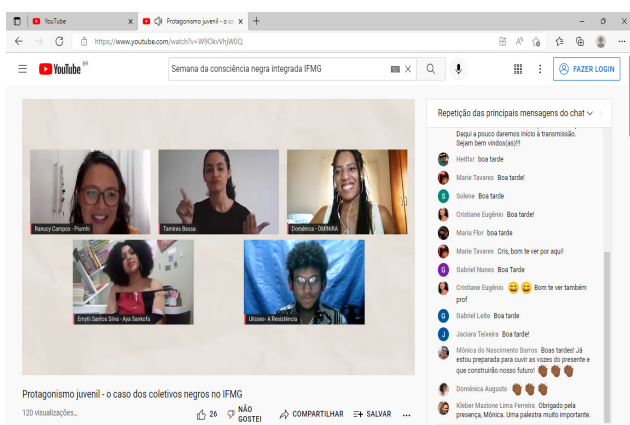 YouTube
Protagonismo juvenil - o ca
https://www.youtube.com/watch?v=W9OkvVhjW0Q
YouTube BR
Semana da consciência negra integrada IFMG
FAZER LOGIN
Ranucy Campos - Piumhi
Tamires Bessa
Domênica - OMINIRA
Emylli Santos Silva - Aya Sankofa
Ulisses- A Resistência
Protagonismo juvenil - o caso dos coletivos negros no IFMG
120 visualizações...
26
NÃO GOSTEI
COMPARTILHAR
SALVAR
Repetição das principais mensagens do chat
Daqui a pouco daremos início à transmissão.
Sejam bem vindos(as)!!!
Heittxr boa tarde
Marie Tavares Boa tarde!
S Solene Boa tarde
Cristiane Eugênio Boa tarde!
Maria Flor boa tarde
Marie Tavares Cris, bom te ver por aqui!
G Gabriel Nunes Boa Tarde
Cristiane Eugênio 😄 😄 Bom te ver também
prof
G Gabriel Leite Boa tarde
J Jaciara Teixeira Boa tarde!
Mônica do Nascimento Barros Boas tardes! Já
estou preparada para ouvir as vozes do presente e
que construirão nosso futuro! 👏🏾 👏🏾 👏🏾
Domênica Augusto 👏🏾 👏🏾 👏🏾
Kleber Mazione Lima Ferreira Obrigado pela
presença, Mônica. Uma palestra muito importante.